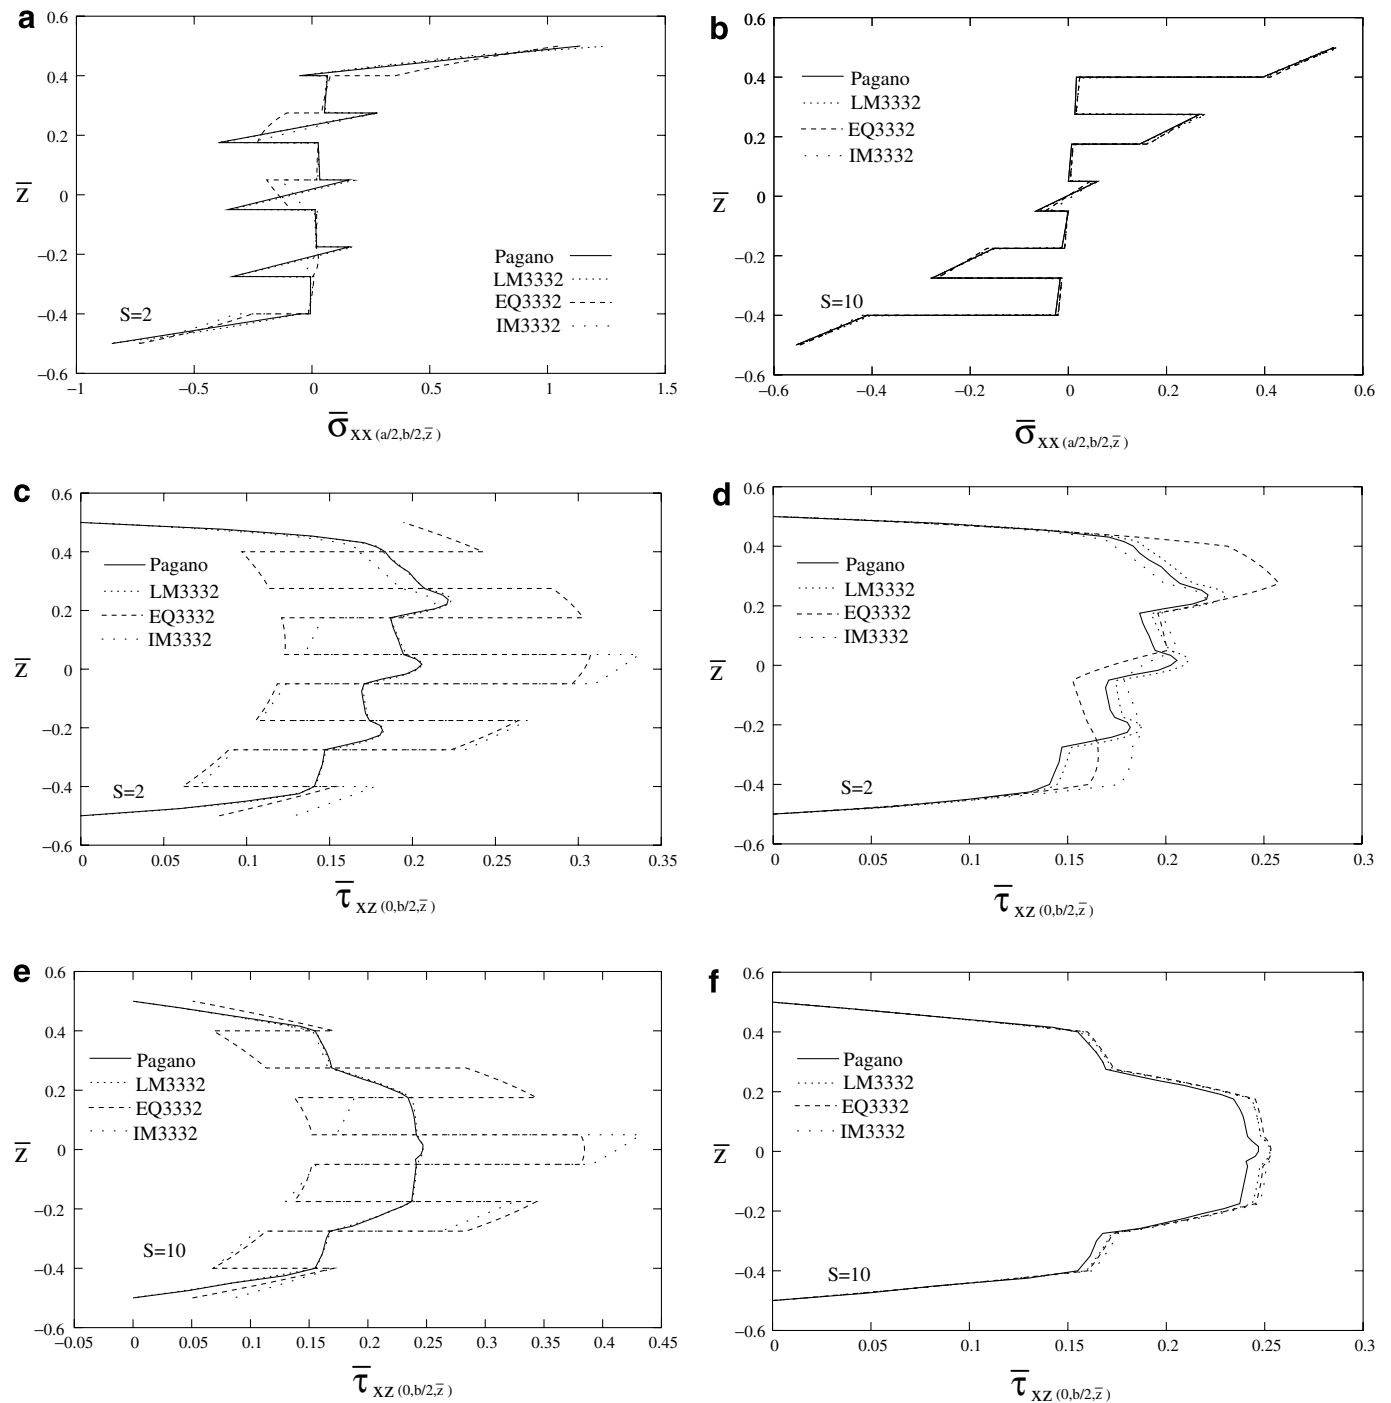 a
0.6
0.4
0.2
0
−0.2
−0.4
−0.6
z̅
Pagano
LM3332
EQ3332
IM3332
S=2
−1
−0.5
0
0.5
1
1.5
σ̅xx (a/2,b/2,z̅ )
b
0.6
0.4
0.2
0
−0.2
−0.4
−0.6
z̅
Pagano
LM3332
EQ3332
IM3332
S=10
−0.6
−0.4
−0.2
0
0.2
0.4
0.6
σ̅xx (a/2,b/2,z̅ )
c
0.6
0.4
0.2
0
−0.2
−0.4
−0.6
z̅
Pagano
LM3332
EQ3332
IM3332
S=2
0
0.05
0.1
0.15
0.2
0.25
0.3
0.35
τ̅xz (0,b/2,z̅ )
d
0.6
0.4
0.2
0
−0.2
−0.4
−0.6
z̅
Pagano
LM3332
EQ3332
IM3332
S=2
0
0.05
0.1
0.15
0.2
0.25
0.3
τ̅xz (0,b/2,z̅ )
e
0.6
0.4
0.2
0
−0.2
−0.4
−0.6
z̅
Pagano
LM3332
EQ3332
IM3332
S=10
−0.05
0
0.05
0.1
0.15
0.2
0.25
0.3
0.35
0.4
0.45
τ̅xz (0,b/2,z̅ )
f
0.6
0.4
0.2
0
−0.2
−0.4
−0.6
z̅
Pagano
LM3332
EQ3332
IM3332
S=10
0
0.05
0.1
0.15
0.2
0.25
0.3
τ̅xz (0,b/2,z̅ )